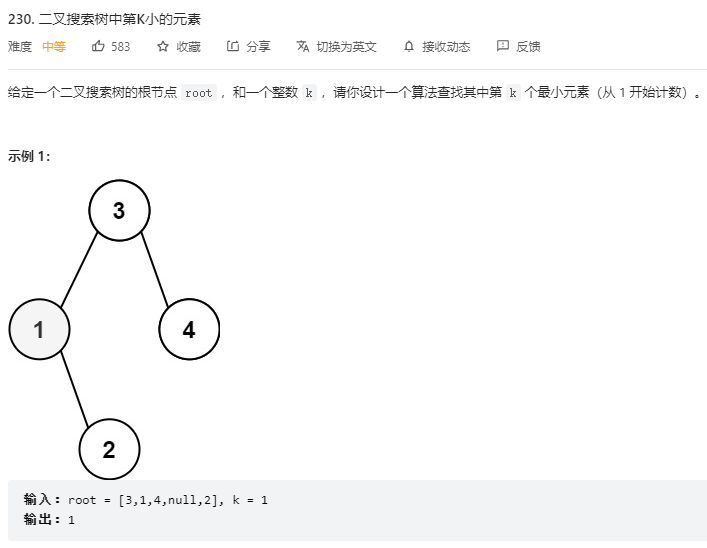 230. 二叉搜索树中第K小的元素
难度 中等 583 收藏 分享 切换为英文 接收动态 反馈
给定一个二叉搜索树的根节点 root ，和一个整数 k ，请你设计一个算法查找其中第 k 个最小元素（从 1 开始计数）。
示例 1：
3
1 4
2
输入：root = [3,1,4,null,2], k = 1
输出：1